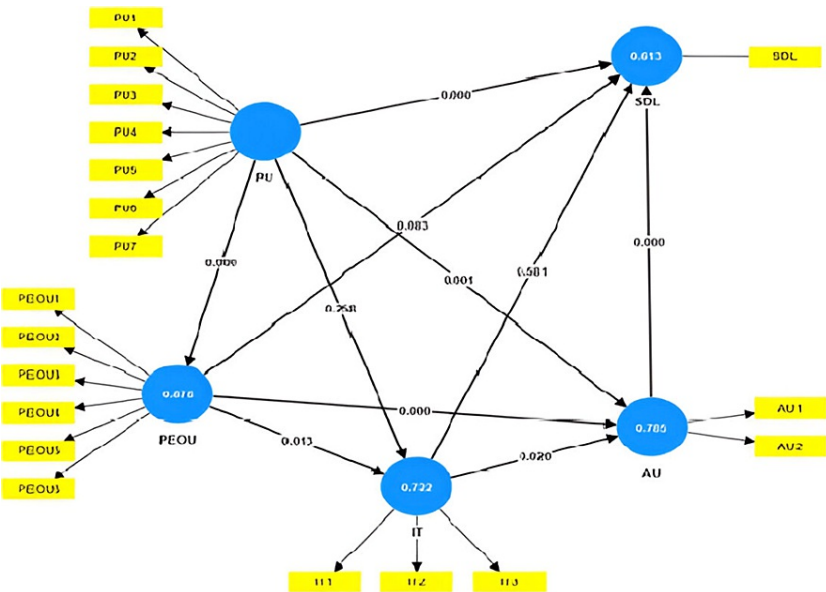 PU1
PU2
PU3
PU4
PU5
PU6
PU7
PU
0.613
SDL
SDL
0.000
0.083
0.001
0.000
0.000
PEOU1
PEOU2
PEOU3
PEOU4
PEOU5
PEOU
0.000
0.013
0.020
0.722
IT
IT1
IT2
IT3
0.785
AU
AU1
AU2